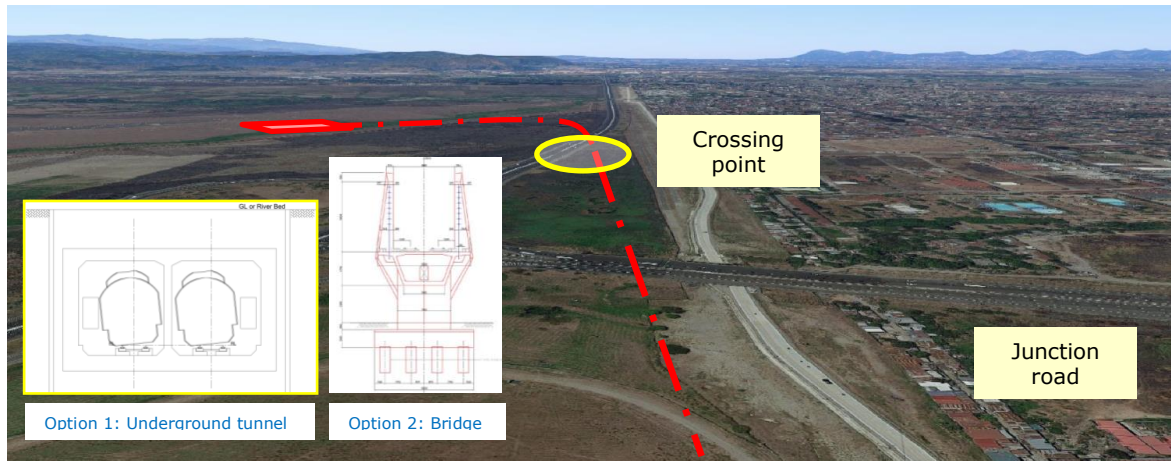 Crossing
point
GL or River Bed
Junction
road
Option 1: Underground tunnel
Option 2: Bridge